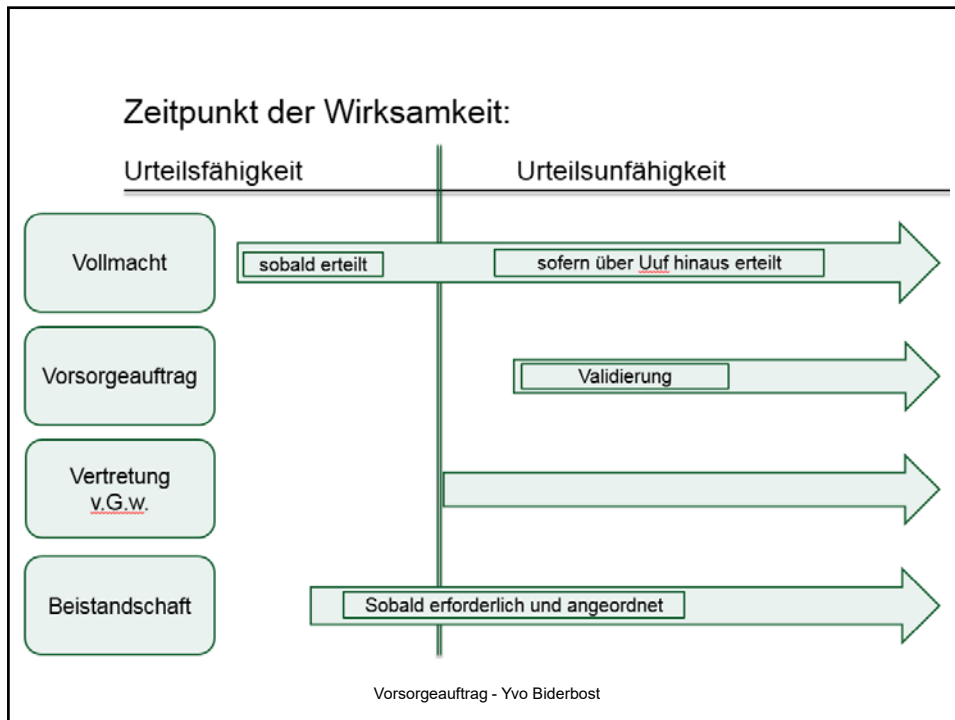 Zeitpunkt der Wirksamkeit:
Urteilsfähigkeit
Urteilsunfähigkeit
Vollmacht
sobald erteilt
sofern über Uuf hinaus erteilt
Vorsorgeauftrag
Validierung
Vertretung
v.G.w.
Beistandschaft
Sobald erforderlich und angeordnet
Vorsorgeauftrag - Yvo Biderbost